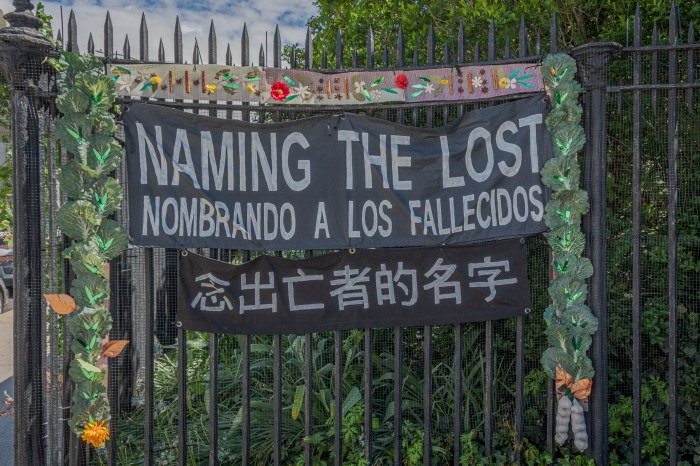 NAMING THE LOST
NOMBRANDO A LOS FALLECIDOS
念出亡者的名字